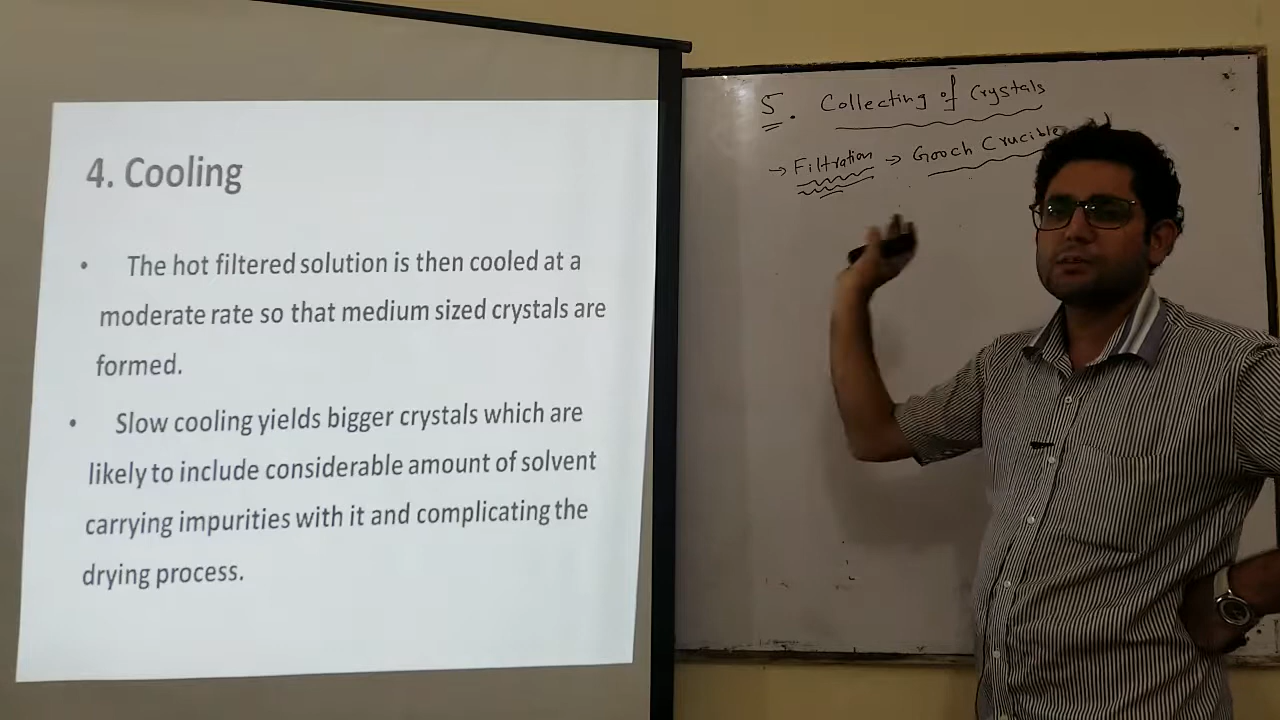 4. Cooling
• The hot filtered solution is then cooled at a
moderate rate so that medium sized crystals are
formed.
• Slow cooling yields bigger crystals which are
likely to include considerable amount of solvent
carrying impurities with it and complicating the
drying process.
5. Collecting of Crystals
→ Filtration → Gooch Crucible